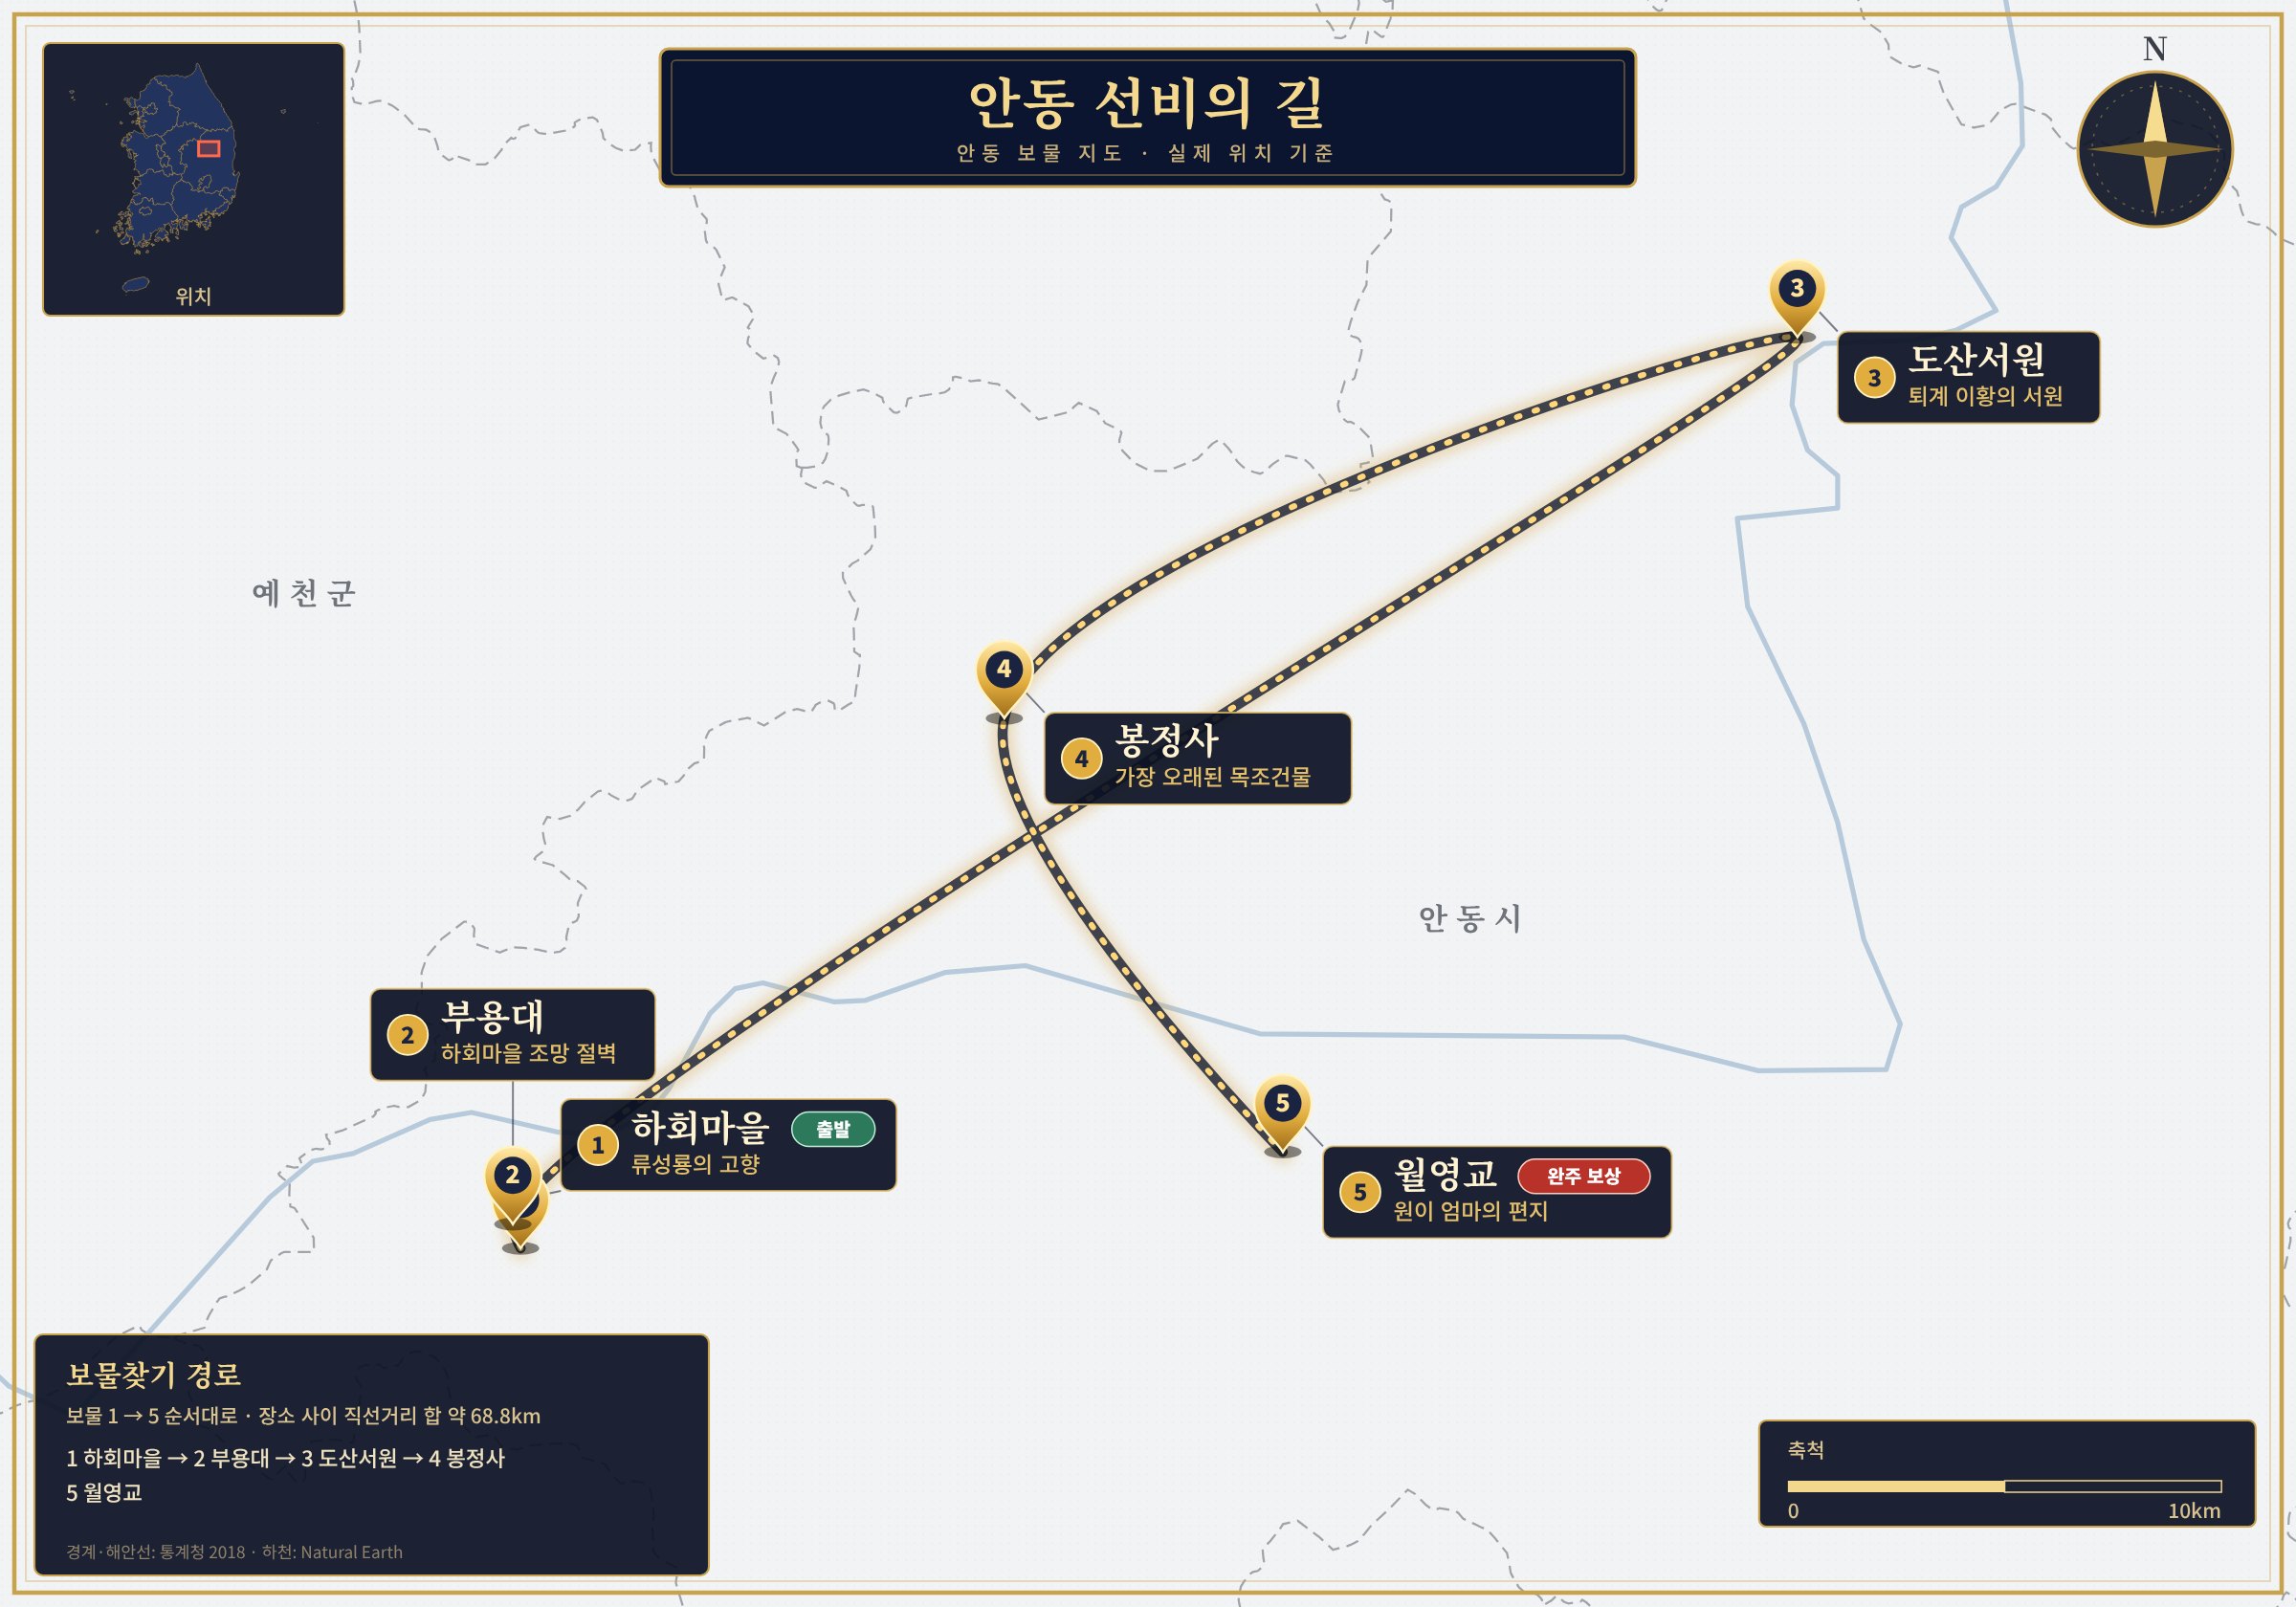 위치
안동 선비의 길
안동 보물 지도 · 실제 위치 기준
N
3
3
도산서원
퇴계 이황의 서원
예천군
4
4
봉정사
가장 오래된 목조건물
안동시
2
부용대
하회마을 조망 절벽
1
하회마을
출발
류성룡의 고향
2
5
5
월영교
완주 보상
원이 엄마의 편지
보물찾기 경로
보물 1 → 5 순서대로 · 장소 사이 직선거리 합 약 68.8km
1 하회마을 → 2 부용대 → 3 도산서원 → 4 봉정사
5 월영교
경계·해안선: 통계청 2018 · 하천: Natural Earth
축척
0
10km